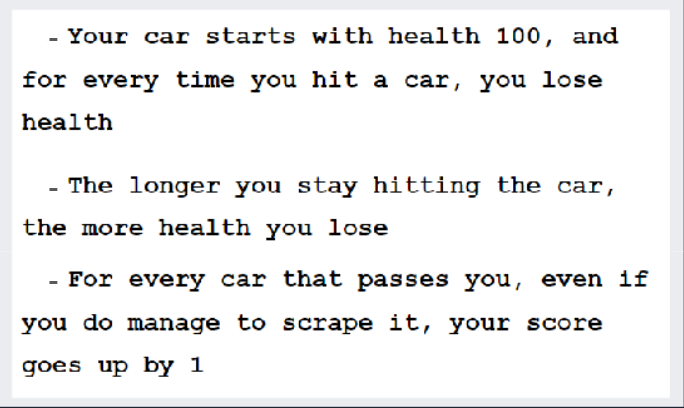 - Your car starts with health 100, and
for every time you hit a car, you lose
health
- The longer you stay hitting the car,
the more health you lose
- For every car that passes you, even if
you do manage to scrape it, your score
goes up by 1